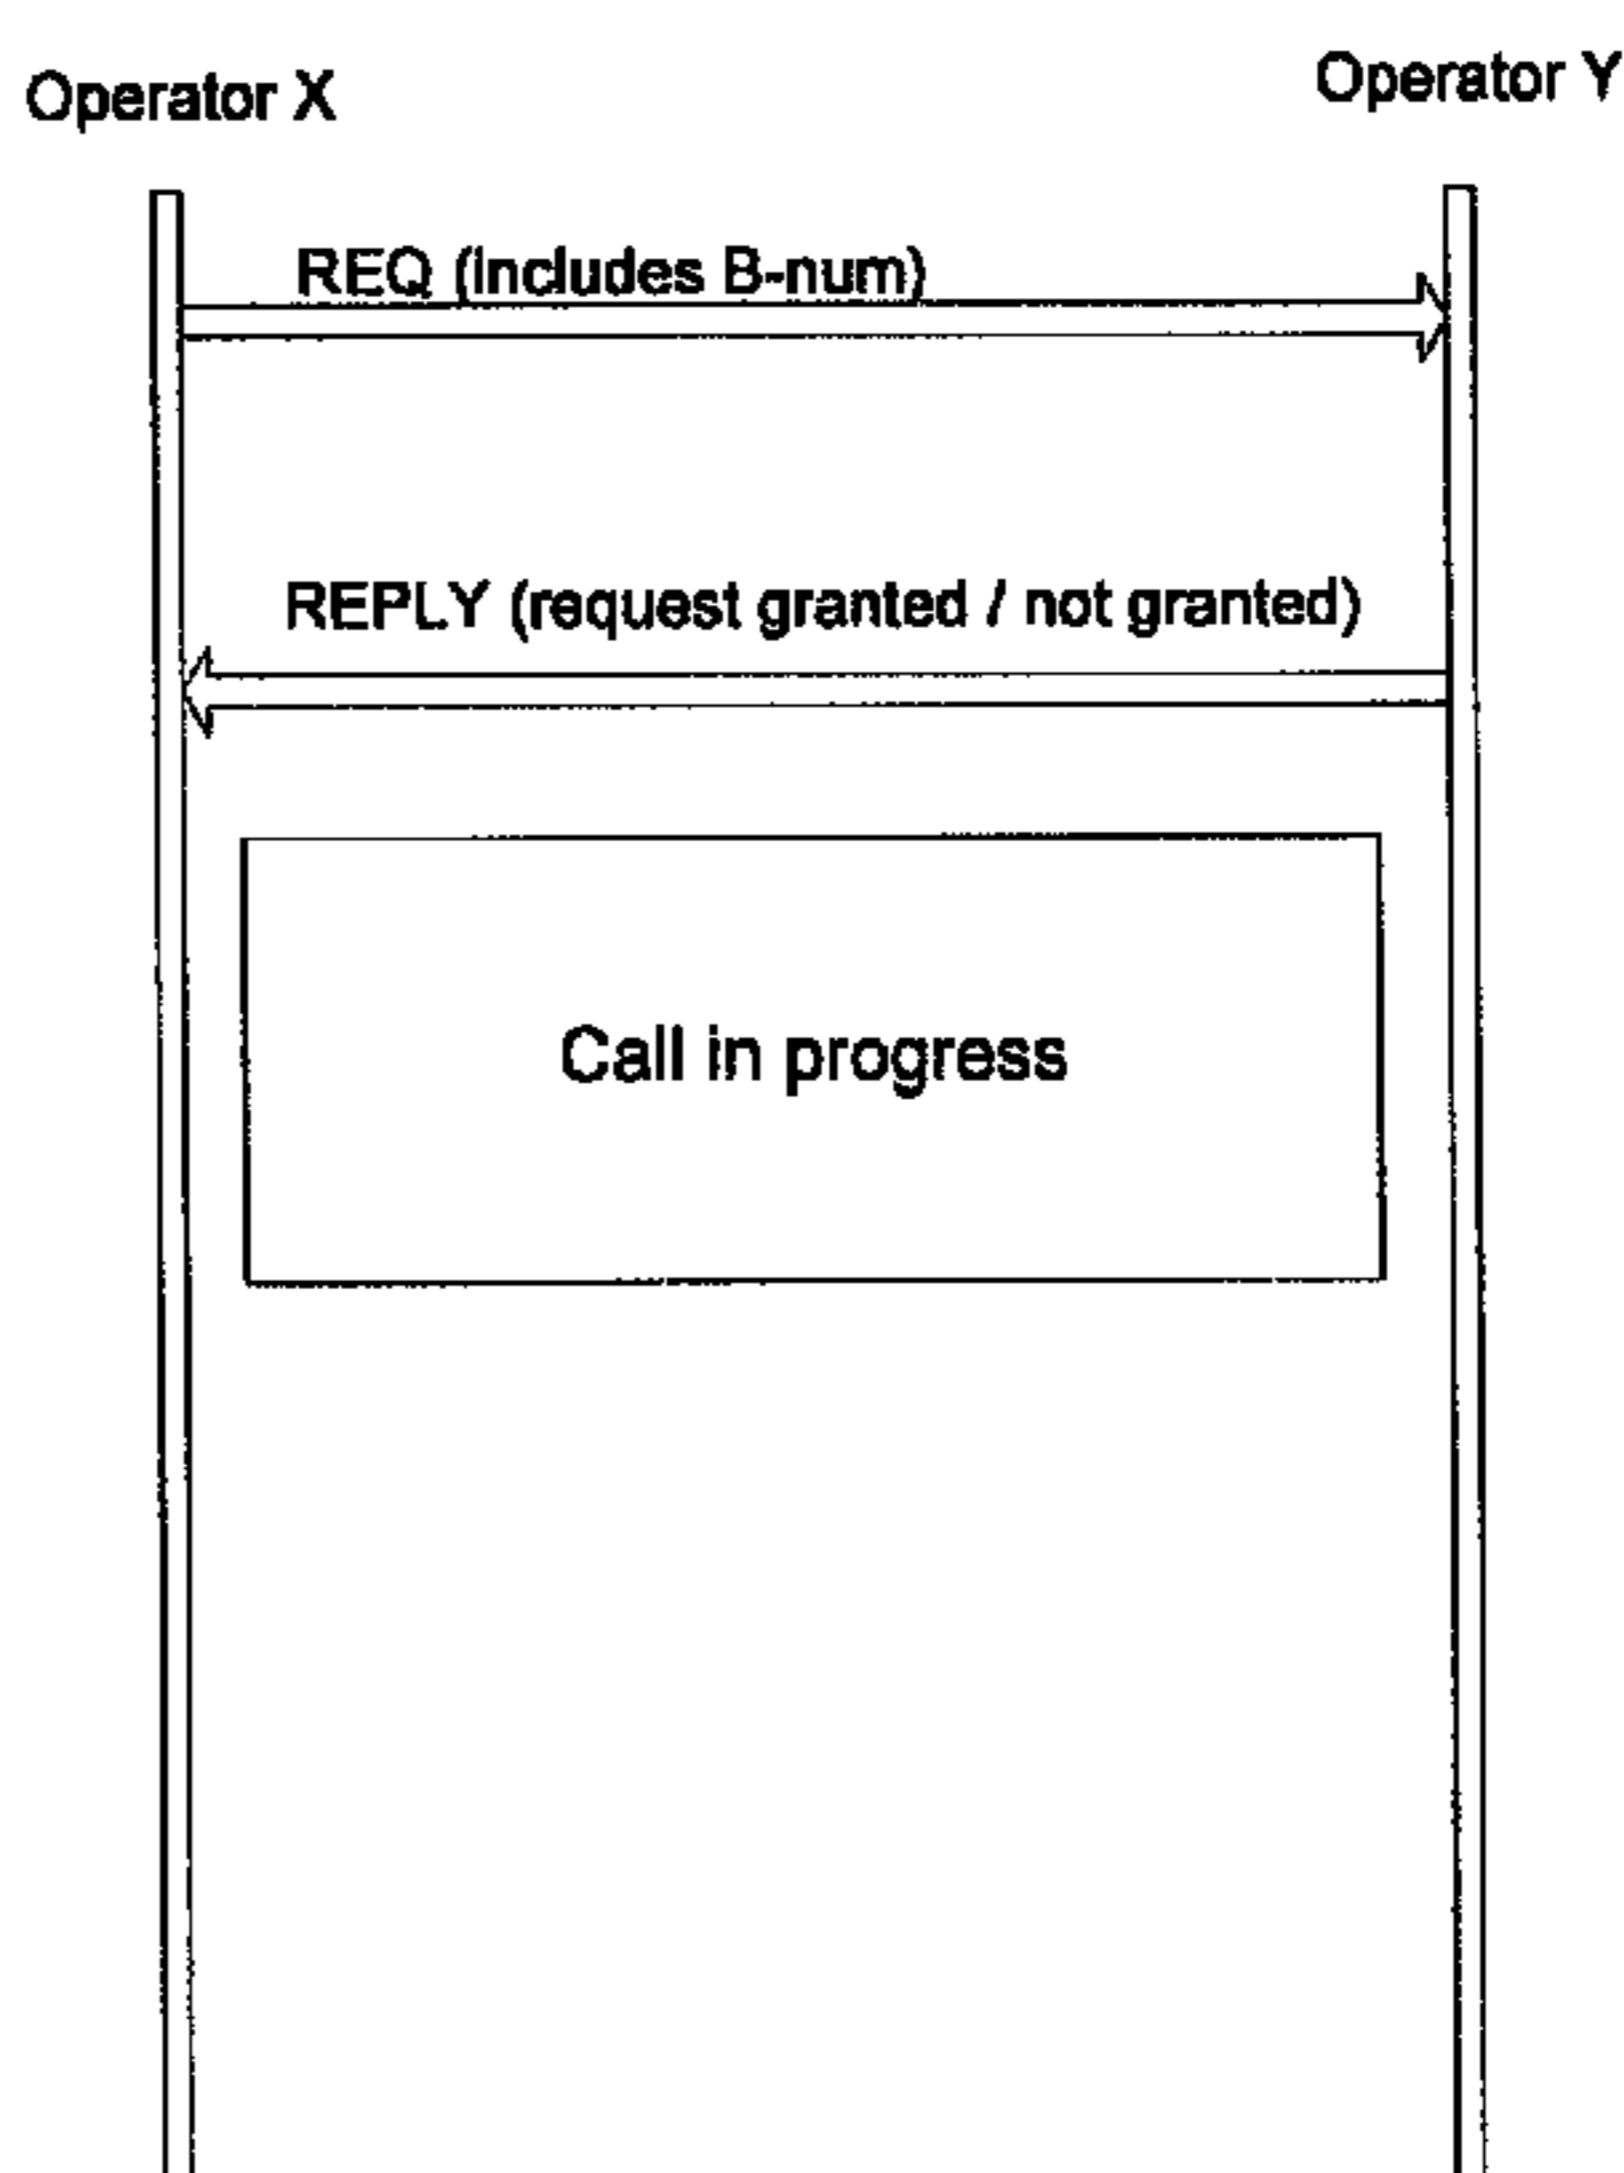 Operator X
Operator Y
REQ (includes B-num)
REPLY (request granted / not granted)
Call in progress